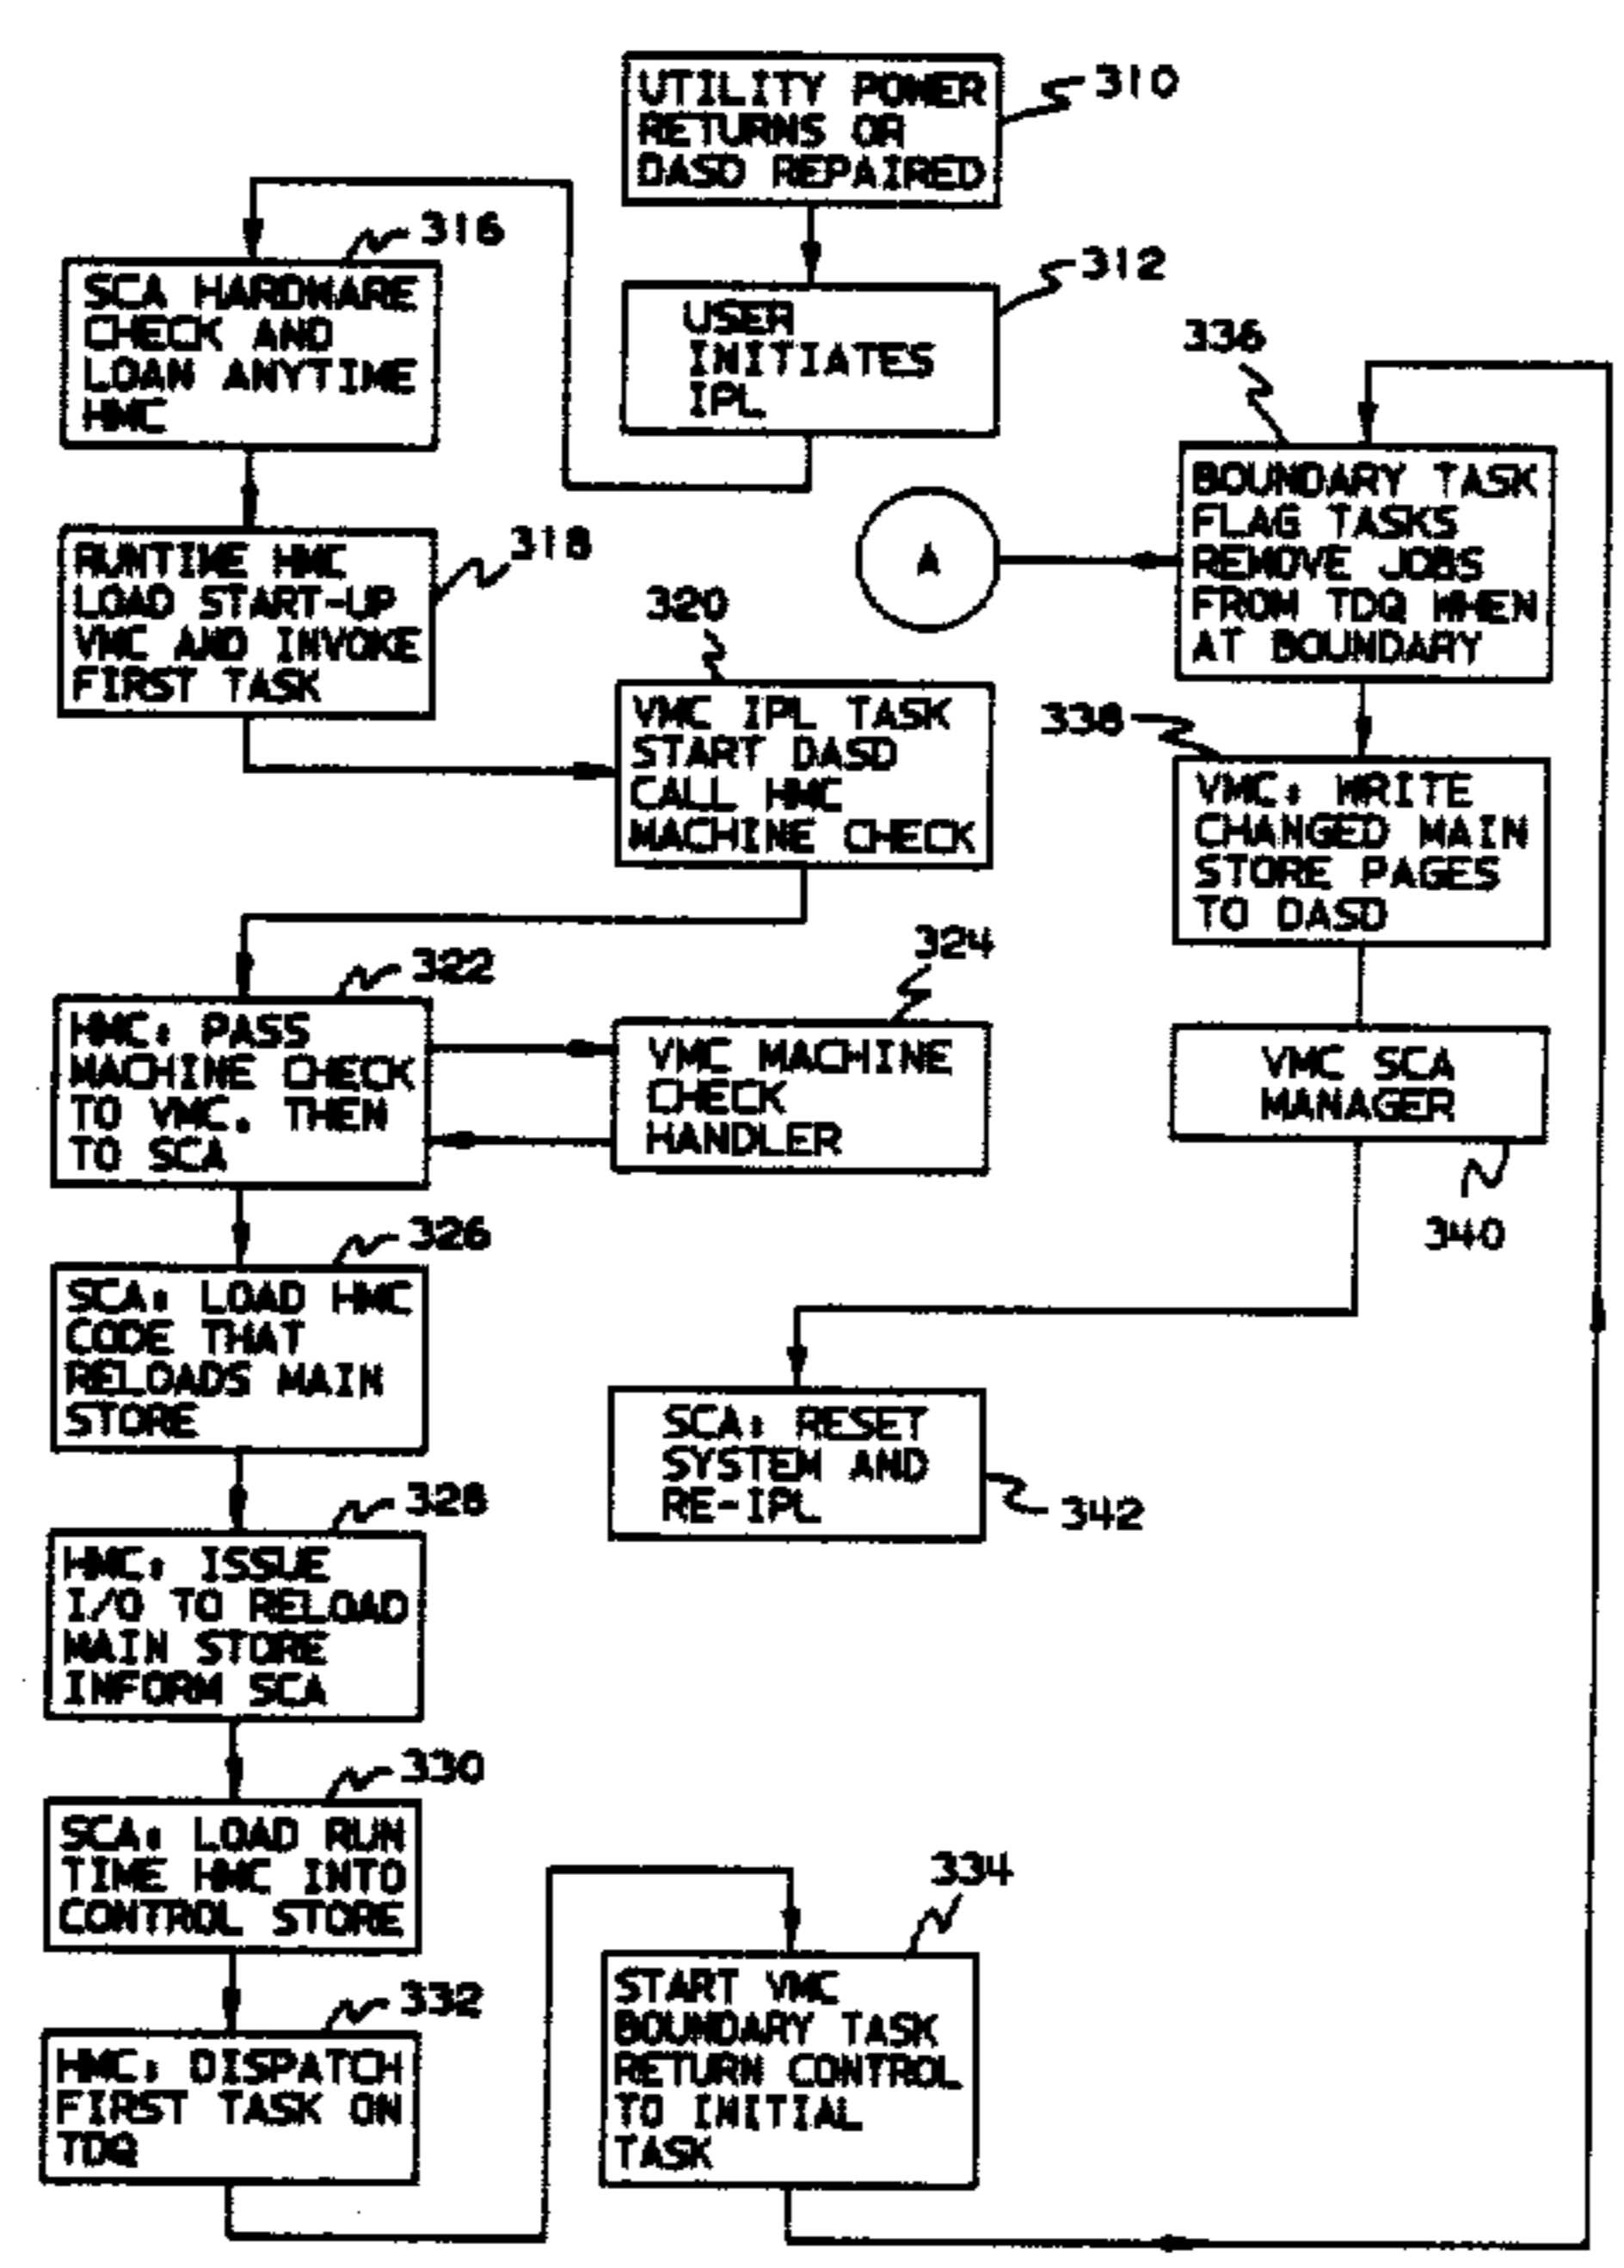 310
UTILITY POWER
RETURNS OR
DASD REPAIRED
312
USER
INITIATES
IPL
316
SCA HARDWARE
CHECK AND
LOAN ANYTIME
HMC
318
RUNTIME HMC
LOAD START-UP
VMC AND INVOKE
FIRST TASK
320
VMC IPL TASK
START DASD
CALL HMC
MACHINE CHECK
322
HMC: PASS
MACHINE CHECK
TO VMC. THEN
TO SCA
324
VMC MACHINE
CHECK
HANDLER
326
SCA: LOAD HMC
CODE THAT
RELOADS MAIN
STORE
328
HMC: ISSUE
I/O TO RELOAD
MAIN STORE
INFORM SCA
330
SCA: LOAD RUN
TIME HMC INTO
CONTROL STORE
332
HMC: DISPATCH
FIRST TASK ON
TDQ
334
START VMC
BOUNDARY TASK
RETURN CONTROL
TO INITIAL
TASK
336
BOUNDARY TASK
FLAG TASKS
REMOVE JOBS
FROM TDQ WHEN
AT BOUNDARY
A
338
VMC: WRITE
CHANGED MAIN
STORE PAGES
TO DASD
VMC SCA
MANAGER
340
SCA: RESET
SYSTEM AND
RE-IPL
342